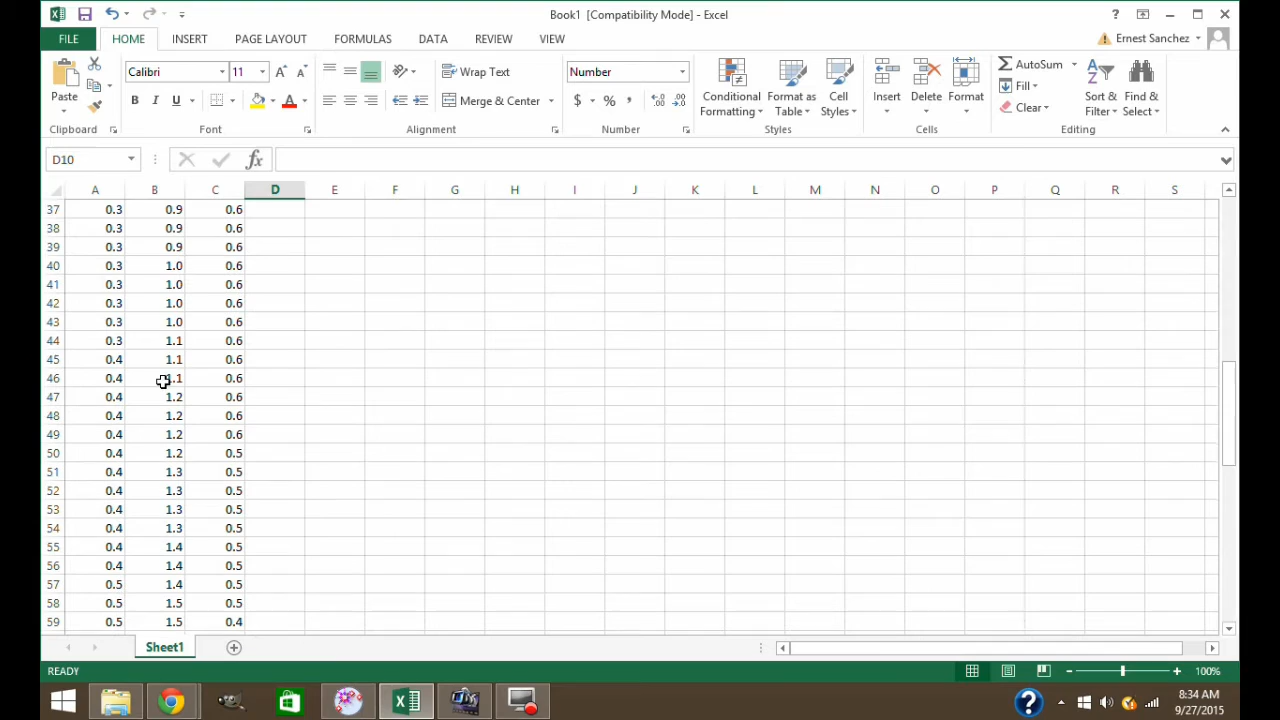 Book1 [Compatibility Mode] - Excel
?
FILE HOME INSERT PAGE LAYOUT FORMULAS DATA REVIEW VIEW Ernest Sanchez
Calibri 11 Wrap Text Number AutoSum
Paste B I U Merge & Center $ % , Conditional Formatting Format as Table Cell Styles Insert Delete Format Fill Clear Sort & Filter Find & Select
Clipboard Font Alignment Number Styles Cells Editing
D10 fx
A B C D E F G H I J K L M N O P Q R S
37 0.3 0.9 0.6
38 0.3 0.9 0.6
39 0.3 0.9 0.6
40 0.3 1.0 0.6
41 0.3 1.0 0.6
42 0.3 1.0 0.6
43 0.3 1.0 0.6
44 0.3 1.1 0.6
45 0.4 1.1 0.6
46 0.4 1.1 0.6
47 0.4 1.2 0.6
48 0.4 1.2 0.6
49 0.4 1.2 0.6
50 0.4 1.2 0.5
51 0.4 1.3 0.5
52 0.4 1.3 0.5
53 0.4 1.3 0.5
54 0.4 1.3 0.5
55 0.4 1.4 0.5
56 0.4 1.4 0.5
57 0.5 1.4 0.5
58 0.5 1.5 0.5
59 0.5 1.5 0.4
Sheet1
READY 100%
8:34 AM
9/27/2015